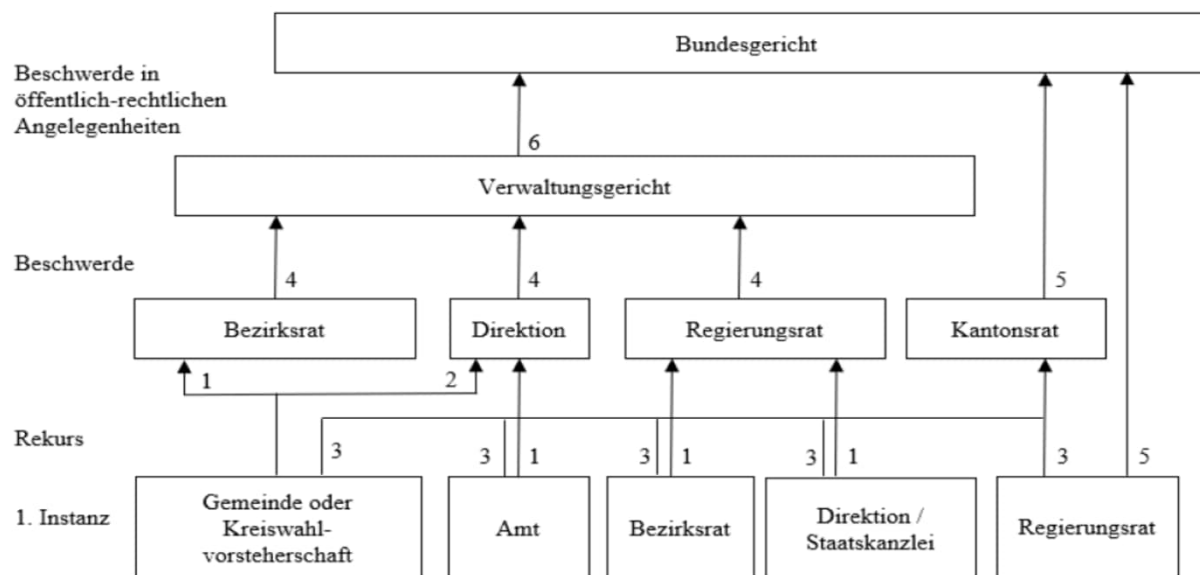 Bundesgericht
Beschwerde in
öffentlich-rechtlichen
Angelegenheiten
6
Verwaltungsgericht
Beschwerde
4
4
4
5
Bezirksrat
Direktion
Regierungsrat
Kantonsrat
1
2
Rekurs
3
3
1
3
1
3
1
3
5
1. Instanz
Gemeinde oder
Kreiswahl-
vorsteherschaft
Amt
Bezirksrat
Direktion /
Staatskanzlei
Regierungsrat